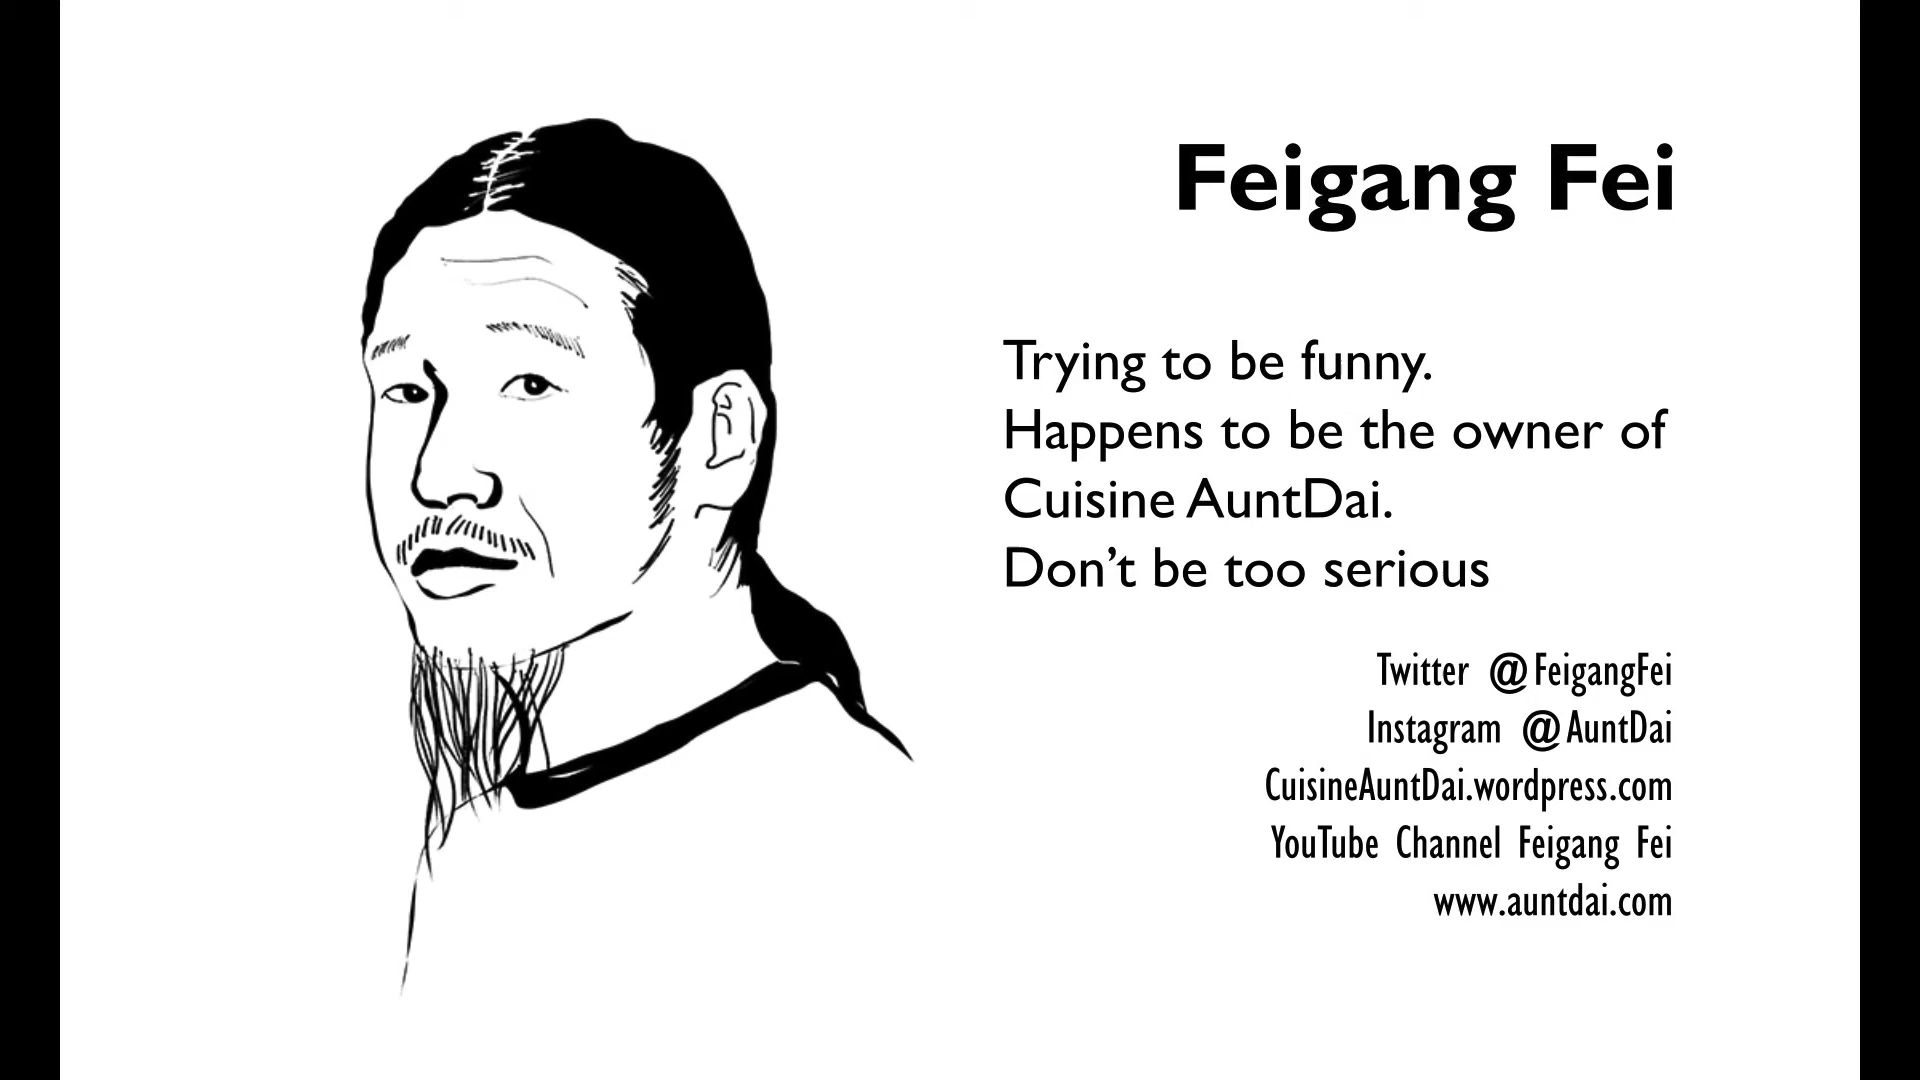 Feigang Fei
Trying to be funny.
Happens to be the owner of
Cuisine AuntDai.
Don’t be too serious
Twitter @FeigangFei
Instagram @AuntDai
CuisineAuntDai.wordpress.com
YouTube Channel Feigang Fei
www.auntdai.com